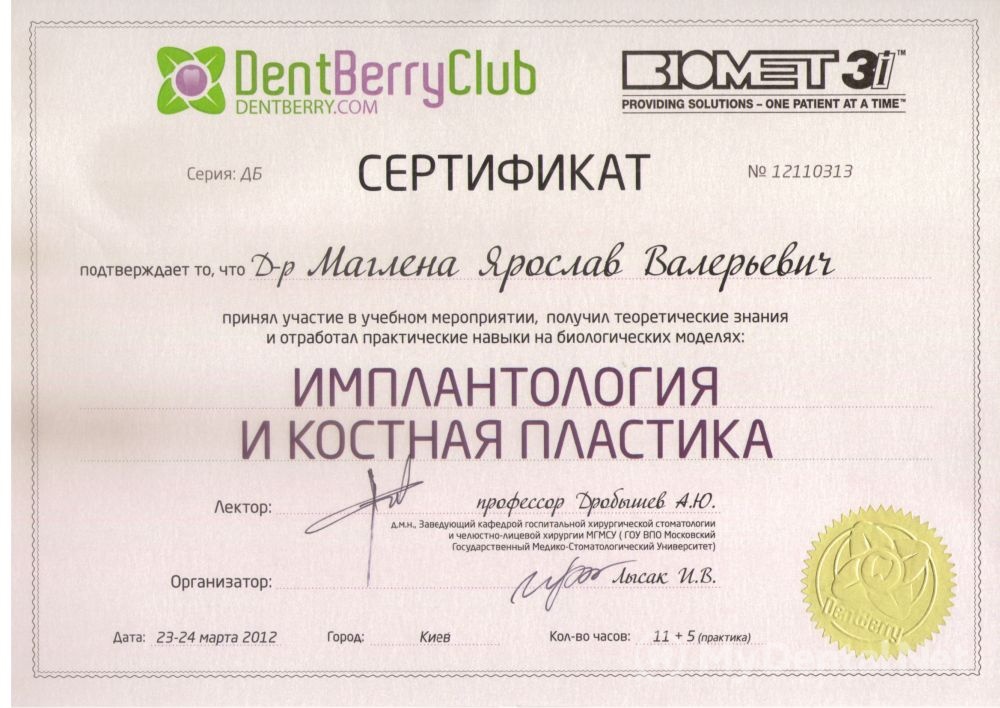 DentBerryClub
DENTBERRY.COM
BIOMET 3i™
PROVIDING SOLUTIONS – ONE PATIENT AT A TIME™
Серия: ДБ
СЕРТИФИКАТ
№ 12110313
подтверждает то, что Д-р Маглена Ярослав Валерьевич
принял участие в учебном мероприятии, получил теоретические знания
и отработал практические навыки на биологических моделях:
ИМПЛАНТОЛОГИЯ
И КОСТНАЯ ПЛАСТИКА
Лектор: профессор Дробышев А.Ю.
д.м.н., Заведующий кафедрой госпитальной хирургической стоматологии
и челюстно-лицевой хирургии МГМСУ ( ГОУ ВПО Московский
Государственный Медико-Стоматологический Университет)
Организатор: Лысак И.В.
DentBerry
Дата: 23-24 марта 2012 Город: Киев Кол-во часов: 11 + 5 (практика)